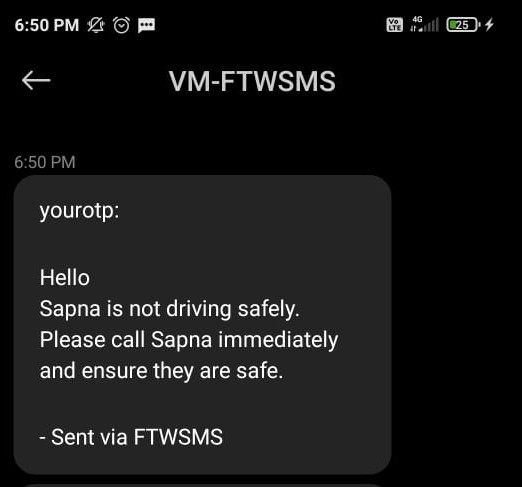 6:50 PM Vo LTE 4G 25
VM-FTWSMS
6:50 PM
yourotp:
Hello
Sapna is not driving safely.
Please call Sapna immediately
and ensure they are safe.
- Sent via FTWSMS